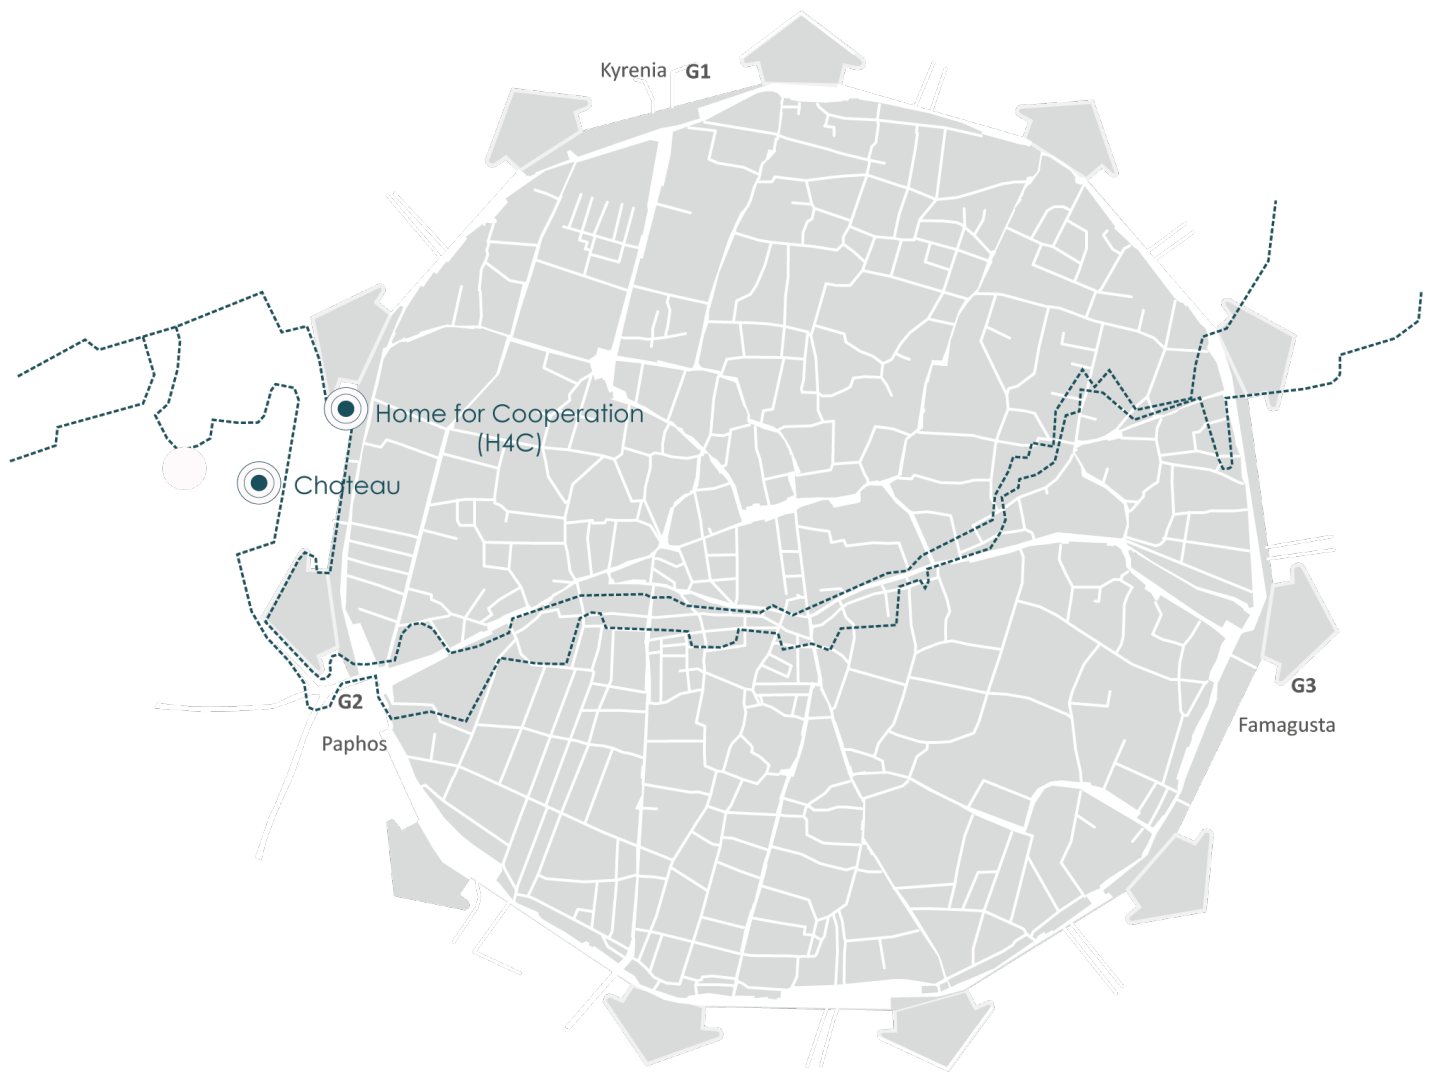 Kyrenia G1
Home for Cooperation
(H4C)
Chateau
G2
Paphos
G3
Famagusta